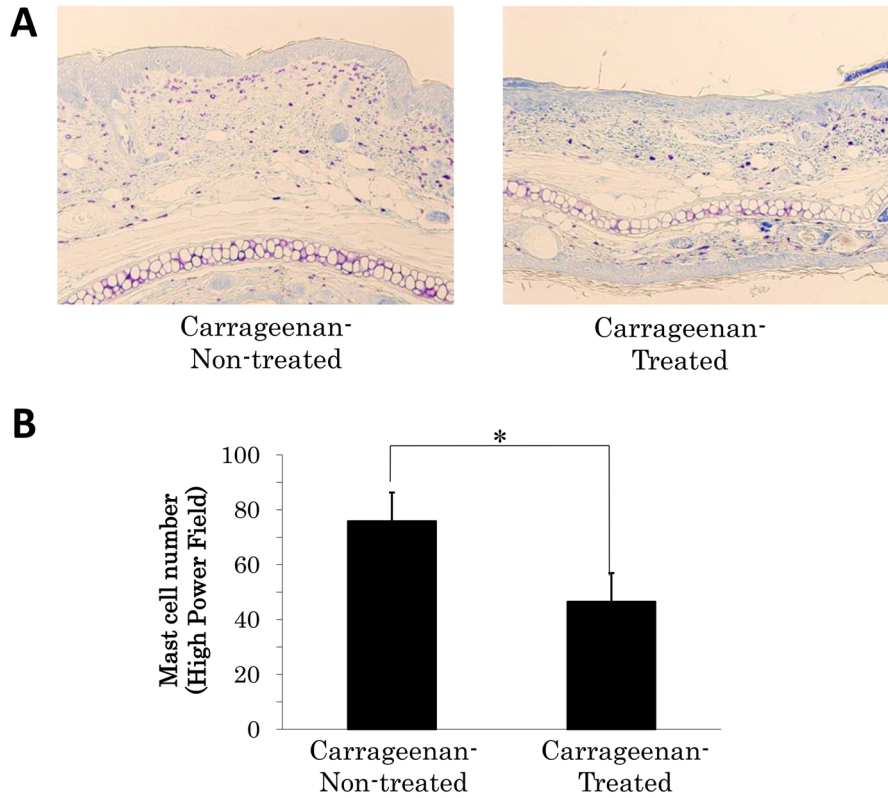 A
Carrageenan-
Non-treated
Carrageenan-
Treated
B
*
Mast cell number
(High Power Field)
100
80
60
40
20
0
Carrageenan-
Non-treated
Carrageenan-
Treated